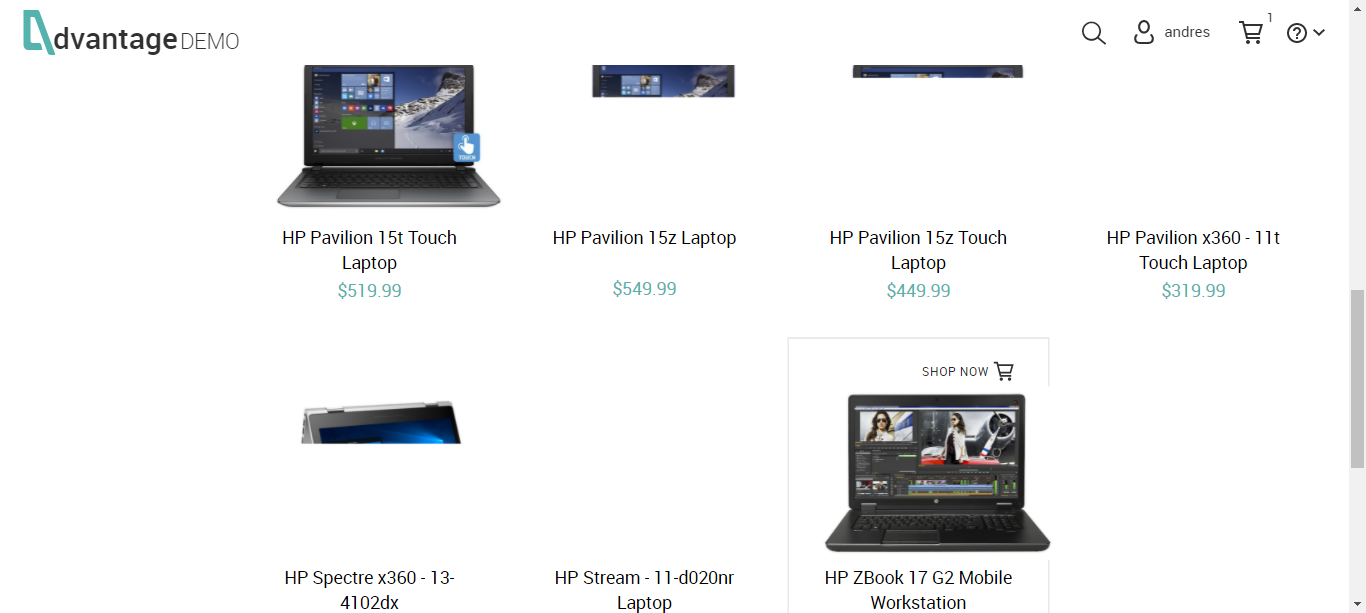 AdvantageDEMO
andres
1
TOUCH
HP Pavilion 15t Touch
Laptop
$519.99
HP Pavilion 15z Laptop
$549.99
HP Pavilion 15z Touch
Laptop
$449.99
HP Pavilion x360 - 11t
Touch Laptop
$319.99
SHOP NOW
HP Spectre x360 - 13-
4102dx
HP Stream - 11-d020nr
Laptop
HP ZBook 17 G2 Mobile
Workstation